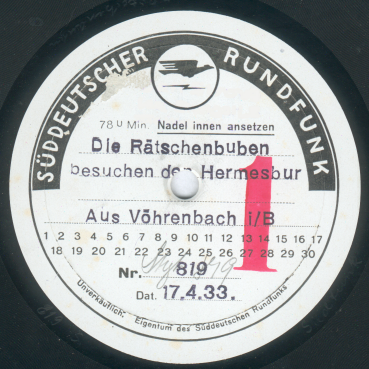 SÜDDEUTSCHER RUNDFUNK
78 U Min. Nadel innen ansetzen
Die Rätschenbuben
besuchen den Hermesbur
Aus Vöhrenbach i/B
1 2 3 4 5 6 7 8 9 10 11 12 13 14 15 16 17
18 19 20 21 22 23 24 25 26 27 28 29 30
1
Nr. 819
Dat. 17.4.33.
Unverkäuflich. Eigentum des Süddeutschen Rundfunks